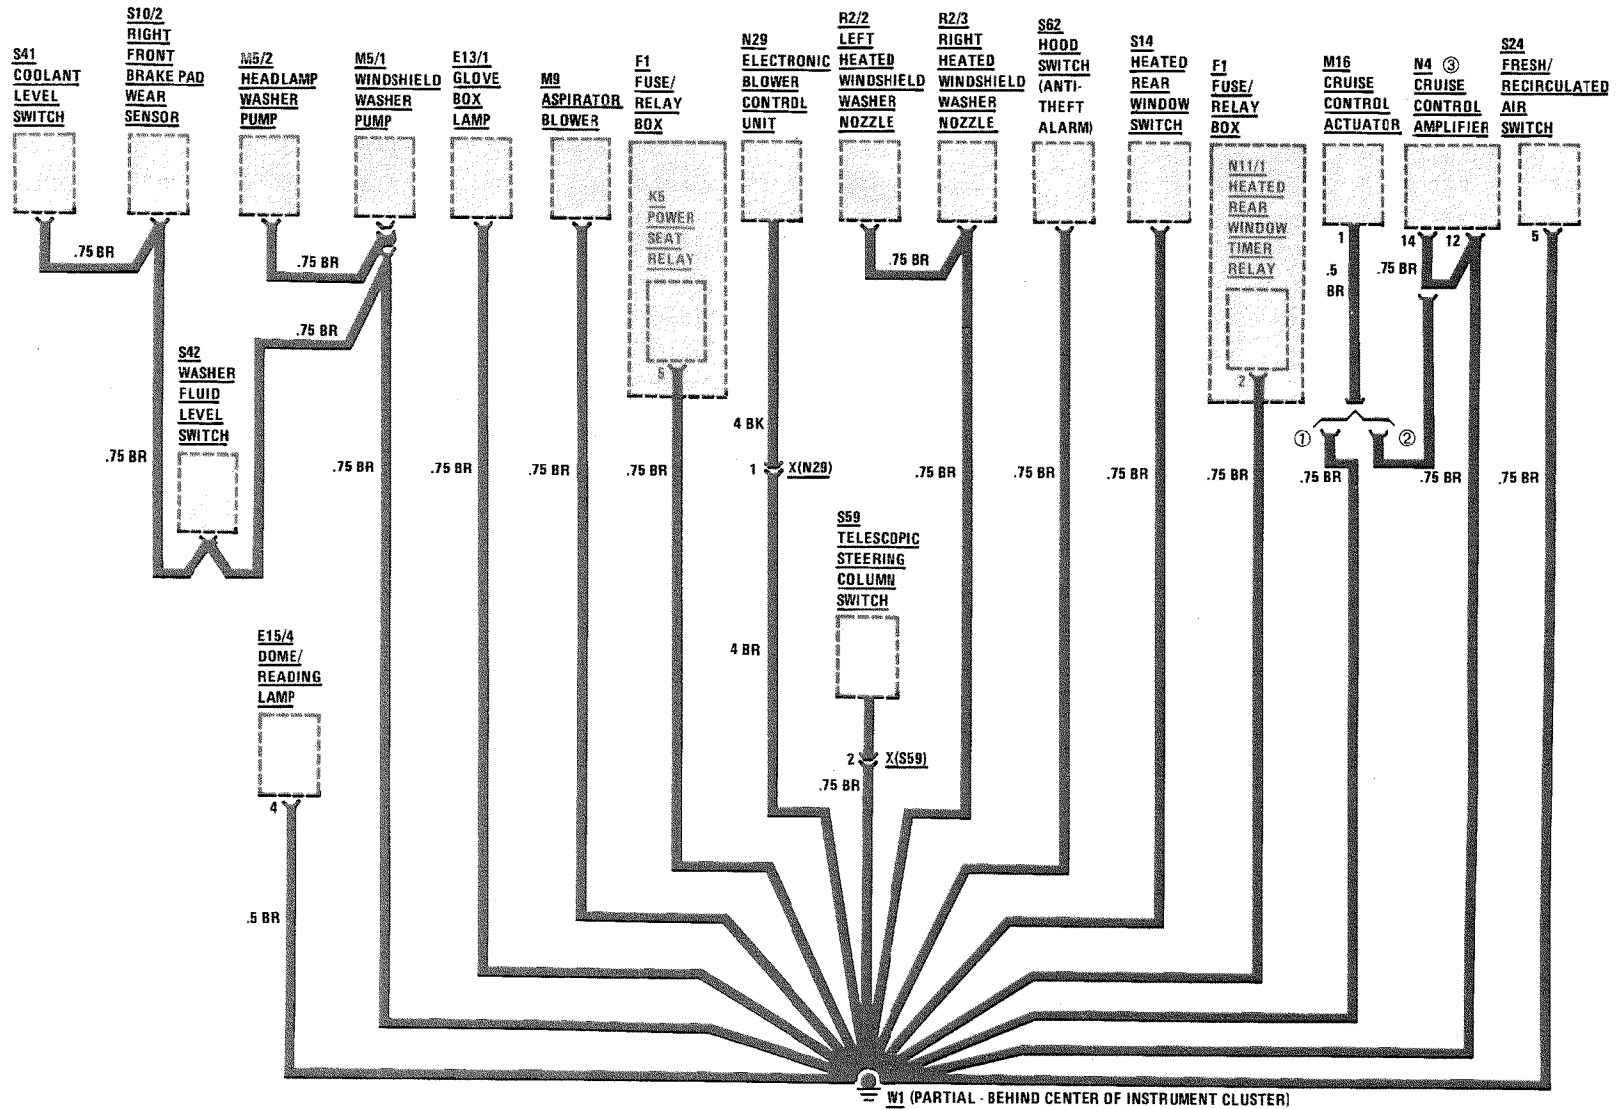 S41
COOLANT
LEVEL
SWITCH
S10/2
RIGHT
FRONT
BRAKE PAD
WEAR
SENSOR
M5/2
HEADLAMP
WASHER
PUMP
M5/1
WINDSHIELD
WASHER
PUMP
E13/1
GLOVE
BOX
LAMP
M9
ASPIRATOR
BLOWER
F1
FUSE/
RELAY
BOX
K5
POWER
SEAT
RELAY
5
N29
ELECTRONIC
BLOWER
CONTROL
UNIT
R2/2
LEFT
HEATED
WINDSHIELD
WASHER
NOZZLE
R2/3
RIGHT
HEATED
WINDSHIELD
WASHER
NOZZLE
S62
HOOD
SWITCH
(ANTI-
THEFT
ALARM)
S14
HEATED
REAR
WINDOW
SWITCH
F1
FUSE/
RELAY
BOX
N11/1
HEATED
REAR
WINDOW
TIMER
RELAY
2
M16
CRUISE
CONTROL
ACTUATOR
1
N4 ③
CRUISE
CONTROL
AMPLIFIER
14 12
S24
FRESH/
RECIRCULATED
AIR
SWITCH
5
.75 BR
.75 BR
.75 BR
.75 BR
.5
BR
.75 BR
S42
WASHER
FLUID
LEVEL
SWITCH
4 BK
1 X(N29)
① ②
.75 BR
.75 BR
.75 BR
.75 BR
.75 BR
.75 BR
.75 BR
.75 BR
.75 BR
.75 BR
.75 BR
.75 BR
S59
TELESCOPIC
STEERING
COLUMN
SWITCH
4 BR
2 X(S59)
.75 BR
E15/4
DOME/
READING
LAMP
4
.5 BR
W1 (PARTIAL - BEHIND CENTER OF INSTRUMENT CLUSTER)